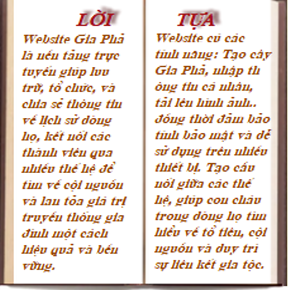 LỜI
Website Gia Phả
là nền tảng trực
tuyến giúp lưu
trữ, tổ chức, và
chia sẻ thông tin
về lịch sử dòng
họ, kết nối các
thành viên qua
nhiều thế hệ để
tìm về cội nguồn
và lan tỏa giá trị
truyền thống gia
đình một cách
hiệu quả và bền
vững.
TỰA
Website có các
tính năng: Tạo cây
Gia Phả, nhập th
ông tin cá nhân,
tải lên hình ảnh..
đồng thời đảm bảo
tính bảo mật và dễ
sử dụng trên nhiều
thiết bị. Tạo cầu
nối giữa các thế
hệ, giúp con cháu
trong dòng họ tìm
hiểu về tổ tiên, cội
nguồn và duy trì
sự liên kết gia tộc.